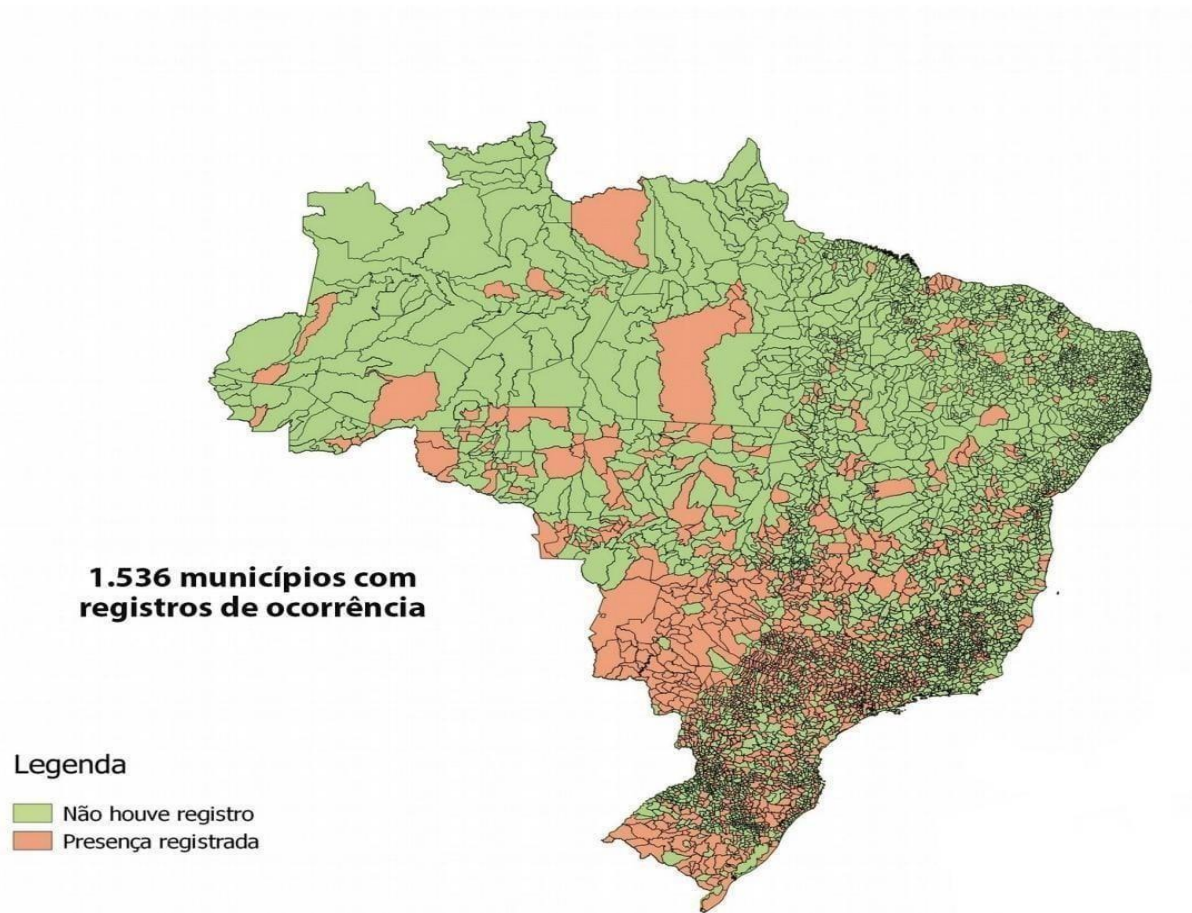 1.536 municípios com
registros de ocorrência
Legenda
Não houve registro
Presença registrada